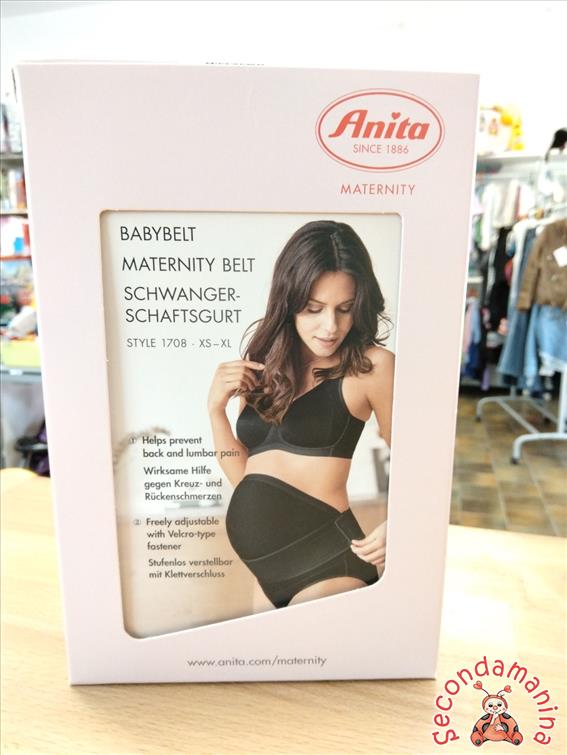 Anita
SINCE 1886
MATERNITY
BABYBELT
MATERNITY BELT
SCHWANGER-
SCHAFTSGURT
STYLE 1708 · XS–XL
① Helps prevent
back and lumbar pain
Wirksame Hilfe
gegen Kreuz- und
Rückenschmerzen
② Freely adjustable
with Velcro-type
fastener
Stufenlos verstellbar
mit Klettverschluss
www.anita.com/maternity
Secondamanina